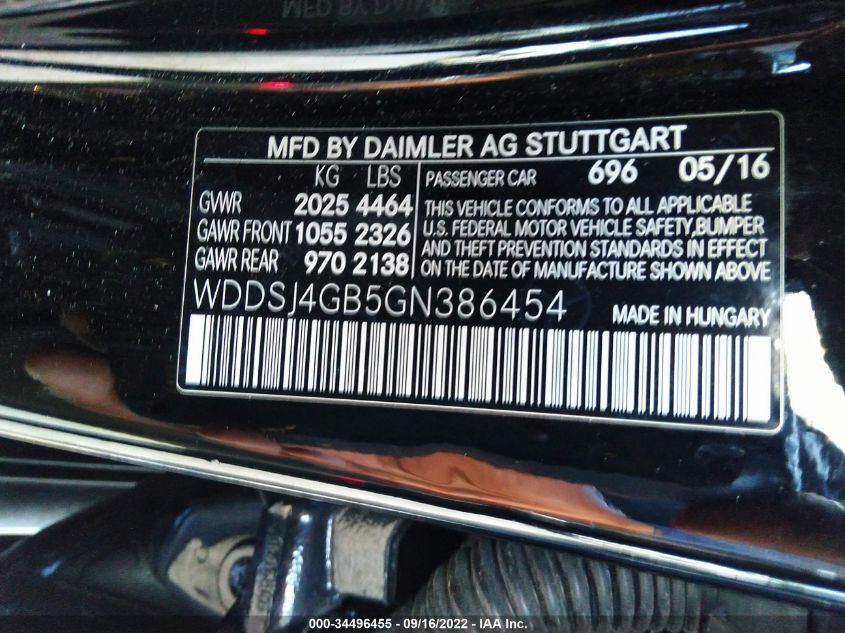 MFD BY DAIMLER AG STUTTGART
KG LBS
GVWR 2025 4464
GAWR FRONT 1055 2326
GAWR REAR 970 2138
PASSENGER CAR 696 05/16
THIS VEHICLE CONFORMS TO ALL APPLICABLE
U.S. FEDERAL MOTOR VEHICLE SAFETY,BUMPER
AND THEFT PREVENTION STANDARDS IN EFFECT
ON THE DATE OF MANUFACTURE SHOWN ABOVE
WDDSJ4GB5GN386454
MADE IN HUNGARY
000-34496455 - 09/16/2022 - IAA Inc.